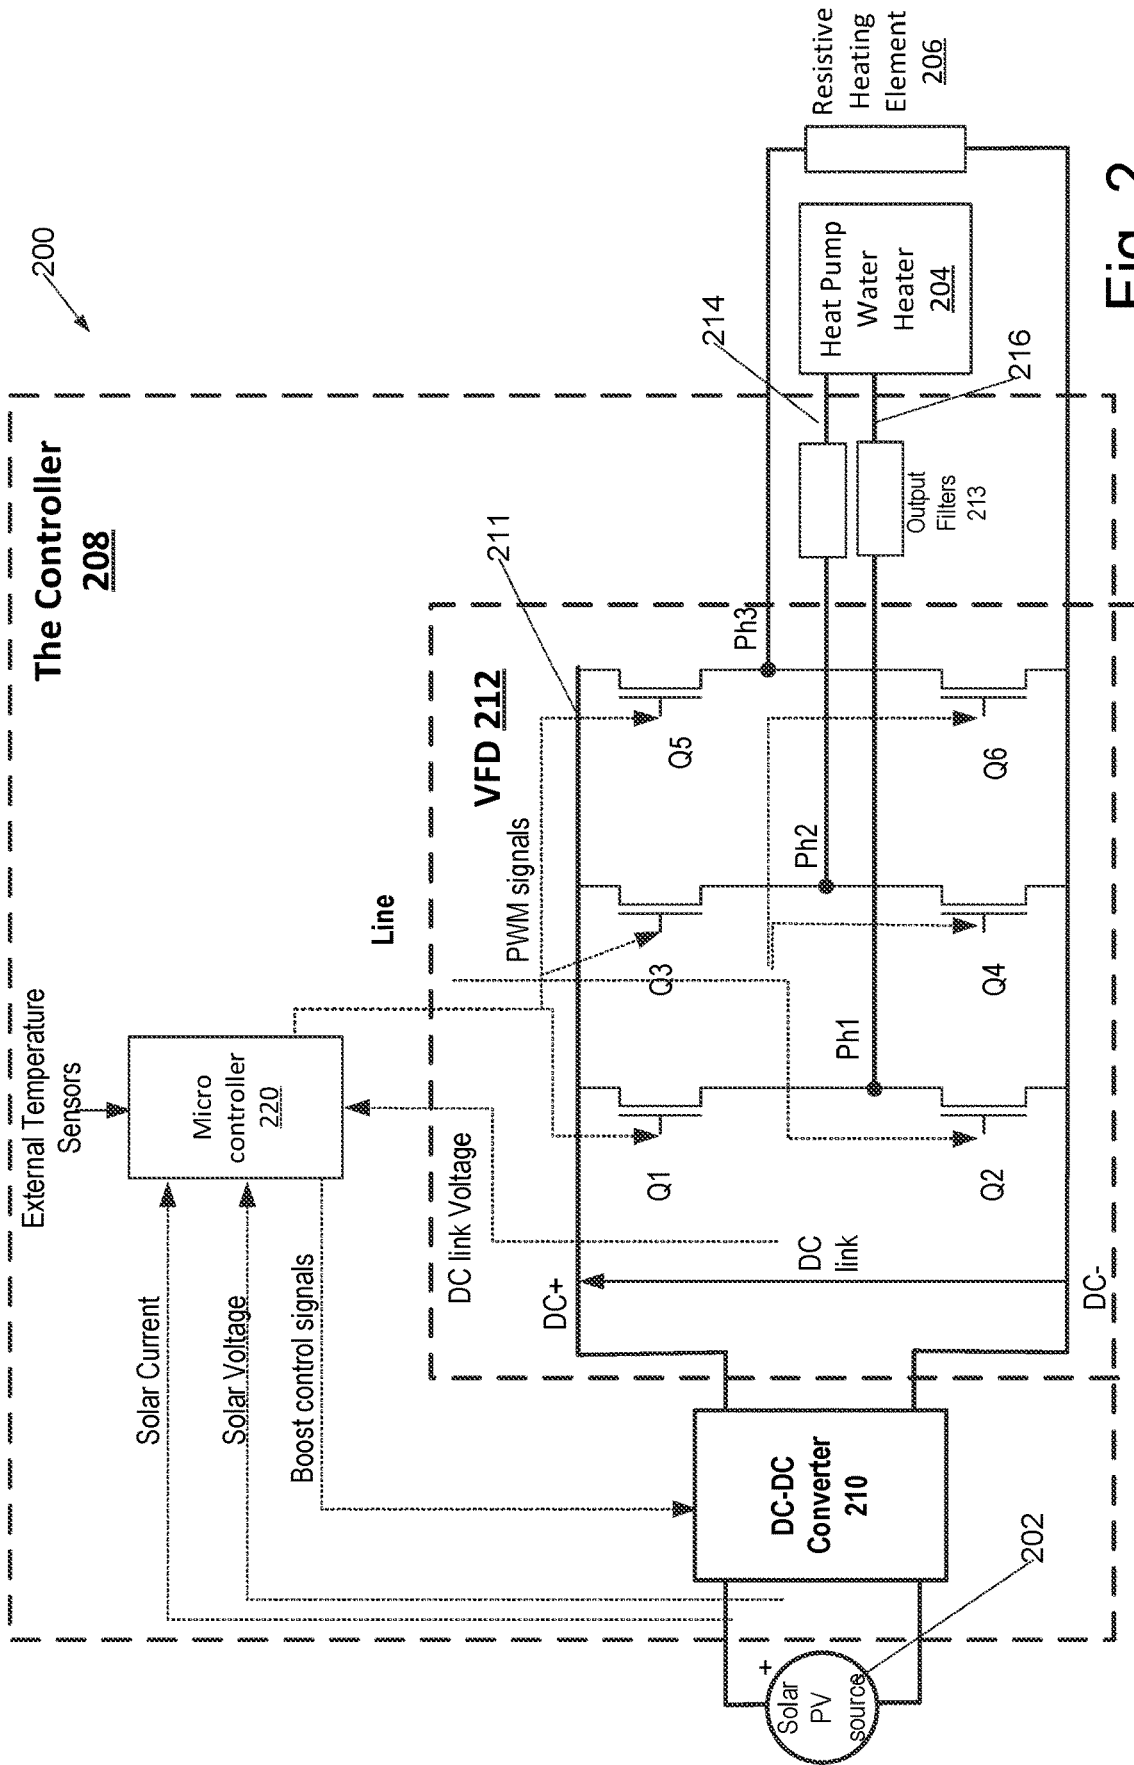 200
The Controller
208
External Temperature
Sensors
Micro
controller
220
Solar Current
Solar Voltage
Boost control signals
DC link Voltage
Line
PWM signals
VFD 212
211
DC+
DC
link
DC-
Q1
Q3
Q5
Q2
Q4
Q6
Ph1
Ph2
Ph3
DC-DC
Converter
210
+
Solar
PV
source
202
214
216
Output
Filters
213
Heat Pump
Water
Heater
204
Resistive
Heating
Element
206
Fig. 2